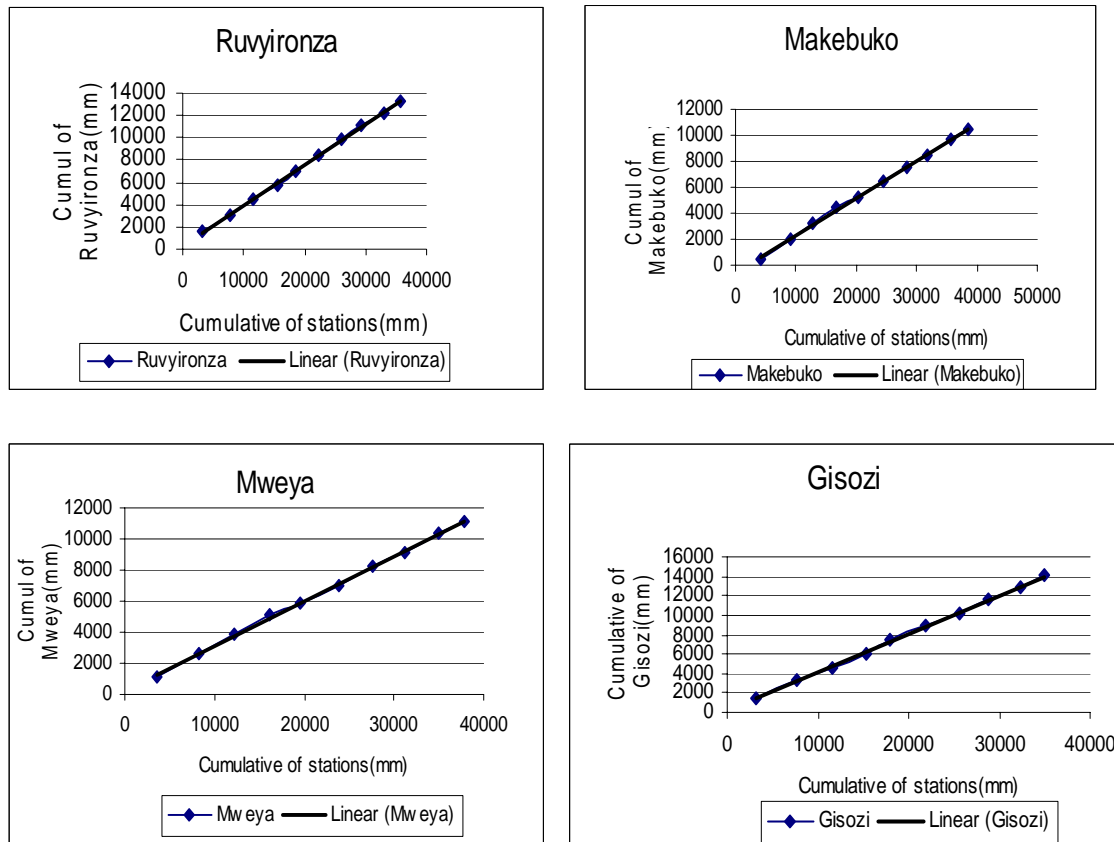 Ruvyironza
Cumul of
Ruvyironza(mm)
14000
12000
10000
8000
6000
4000
2000
0
0 10000 20000 30000 40000
Cumulative of stations(mm)
Ruvyironza Linear (Ruvyironza)
Makebuko
Cumul of
Makebuko(mm)
12000
10000
8000
6000
4000
2000
0
0 10000 20000 30000 40000 50000
Cumulative of stations(mm)
Makebuko Linear (Makebuko)
Mweya
Cumul of
Mweya(mm)
12000
10000
8000
6000
4000
2000
0
0 10000 20000 30000 40000
Cumulative of stations(mm)
Mweya Linear (Mweya)
Gisozi
Cumulative of
Gisozi(mm)
16000
14000
12000
10000
8000
6000
4000
2000
0
0 10000 20000 30000 40000
Cumulative of stations(mm)
Gisozi Linear (Gisozi)